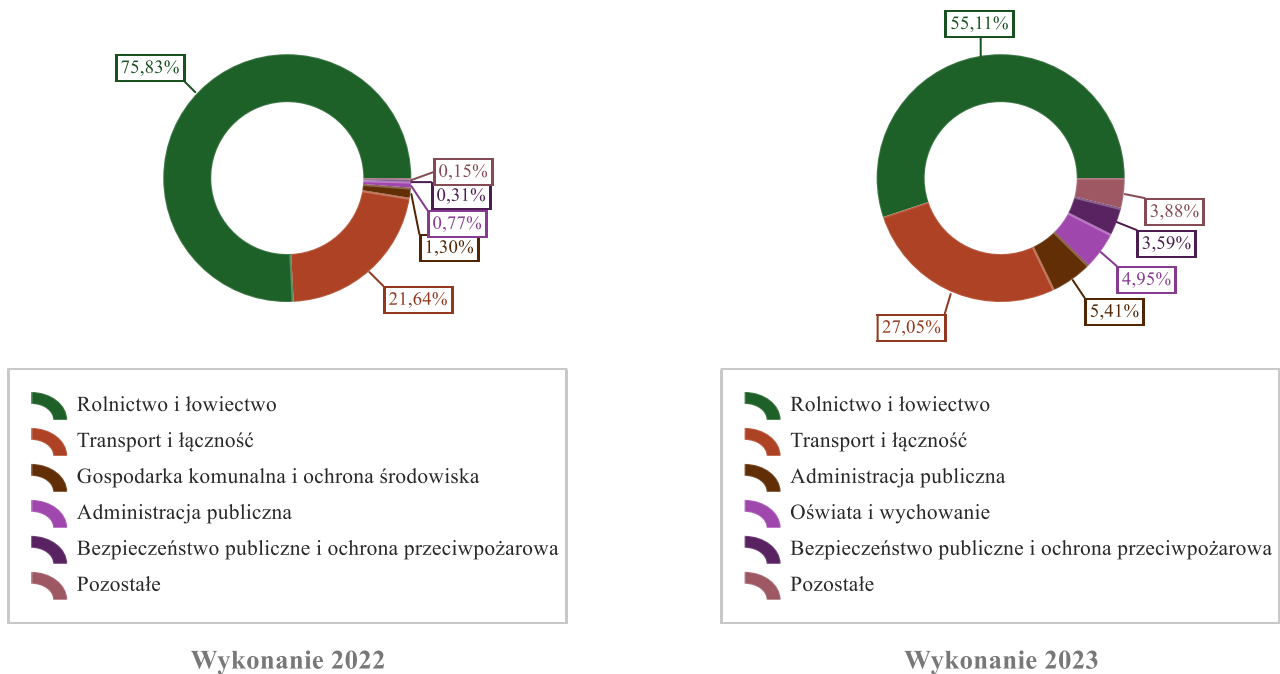 75,83%
0,15%
0,31%
0,77%
1,30%
21,64%
Rolnictwo i łowiectwo
Transport i łączność
Gospodarka komunalna i ochrona środowiska
Administracja publiczna
Bezpieczeństwo publiczne i ochrona przeciwpożarowa
Pozostałe
Wykonanie 2022
55,11%
3,88%
3,59%
4,95%
5,41%
27,05%
Rolnictwo i łowiectwo
Transport i łączność
Administracja publiczna
Oświata i wychowanie
Bezpieczeństwo publiczne i ochrona przeciwpożarowa
Pozostałe
Wykonanie 2023